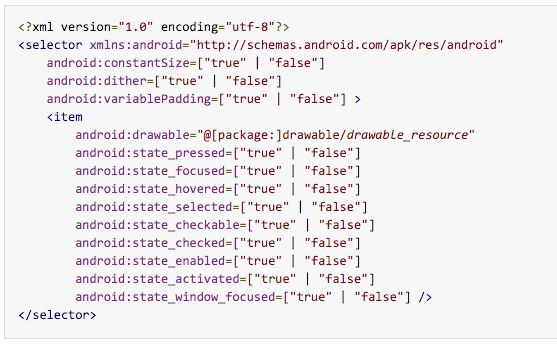 <?xml version="1.0" encoding="utf-8"?>
<selector xmlns:android="http://schemas.android.com/apk/res/android"
    android:constantSize=["true" | "false"]
    android:dither=["true" | "false"]
    android:variablePadding=["true" | "false"] >
    <item
        android:drawable="@[package:]drawable/drawable_resource"
        android:state_pressed=["true" | "false"]
        android:state_focused=["true" | "false"]
        android:state_hovered=["true" | "false"]
        android:state_selected=["true" | "false"]
        android:state_checkable=["true" | "false"]
        android:state_checked=["true" | "false"]
        android:state_enabled=["true" | "false"]
        android:state_activated=["true" | "false"]
        android:state_window_focused=["true" | "false"] />
</selector>